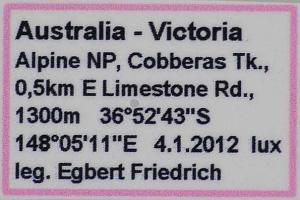 Australia - Victoria
Alpine NP, Cobberas Tk.,
0,5km E Limestone Rd.,
1300m 36°52'43"S
148°05'11"E 4.1.2012 lux
leg. Egbert Friedrich